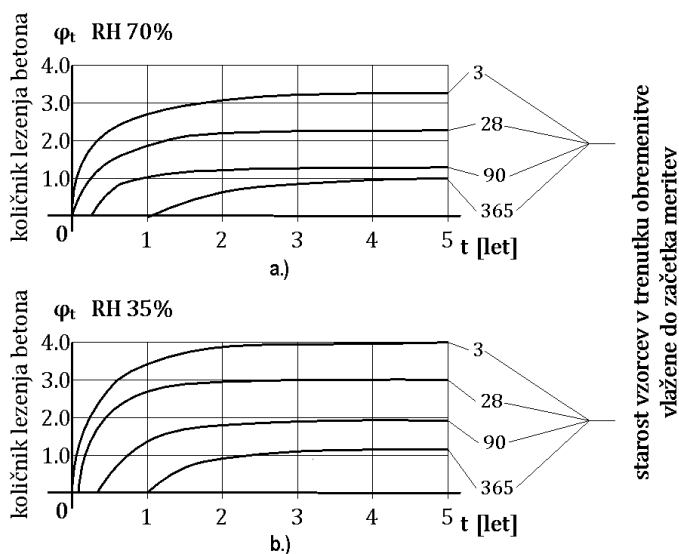 φt RH 70%
količnik lezenja betona
4.0
3.0
2.0
1.0
0
1
2
3
4
5
t [let]
3
28
90
365
a.)
φt RH 35%
količnik lezenja betona
4.0
3.0
2.0
1.0
0
1
2
3
4
5
t [let]
3
28
90
365
b.)
starost vzorcev v trenutku obremenitve
vlažene do začetka meritev